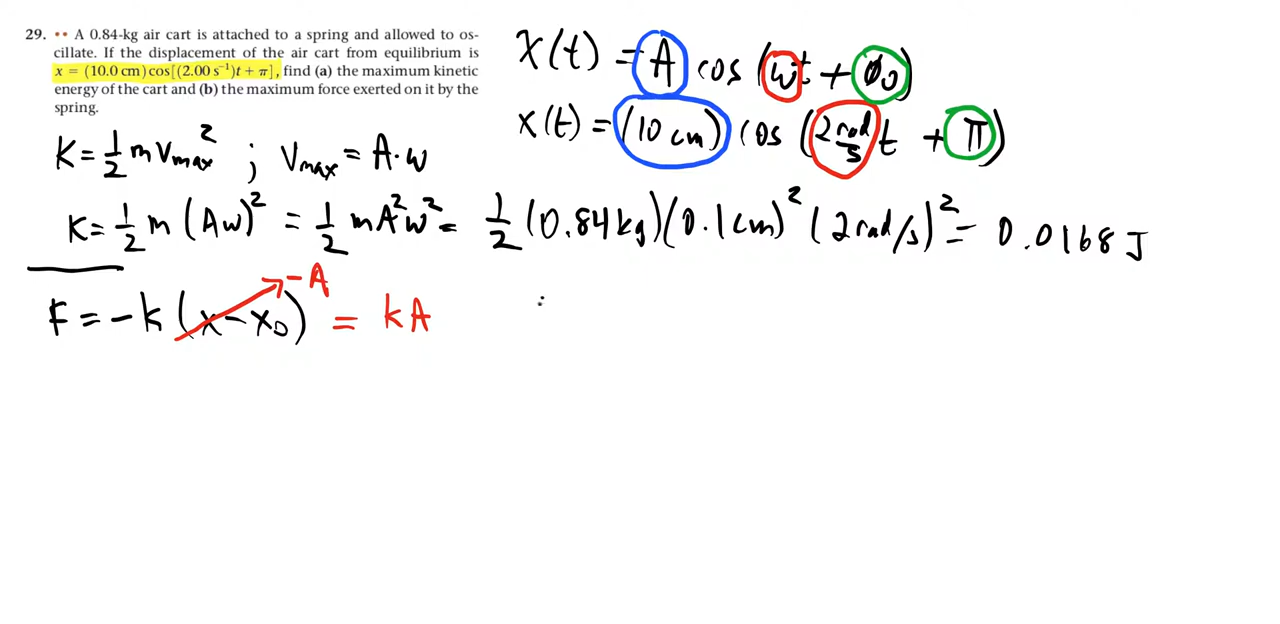 29. •• A 0.84-kg air cart is attached to a spring and allowed to os-
cillate. If the displacement of the air cart from equilibrium is
x = (10.0 cm) cos[(2.00 s⁻¹)t + π], find (a) the maximum kinetic
energy of the cart and (b) the maximum force exerted on it by the
spring.
X(t) = A cos (ωt + ϕ₀)
X(t) = (10 cm) cos (2 rad/s t + π)
K = 1/2 m Vmax² ; Vmax = A·ω
K = 1/2 m (Aω)² = 1/2 m A²ω² = 1/2 (0.84 kg)(0.1 cm)² (2 rad/s)² = 0.0168 J
F = -k (x - x₀) -A = kA